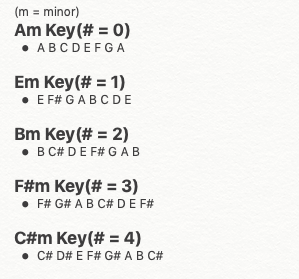 (m = minor)
Am Key(# = 0)
• A B C D E F G A
Em Key(# = 1)
• E F# G A B C D E
Bm Key(# = 2)
• B C# D E F# G A B
F#m Key(# = 3)
• F# G# A B C# D E F#
C#m Key(# = 4)
• C# D# E F# G# A B C#